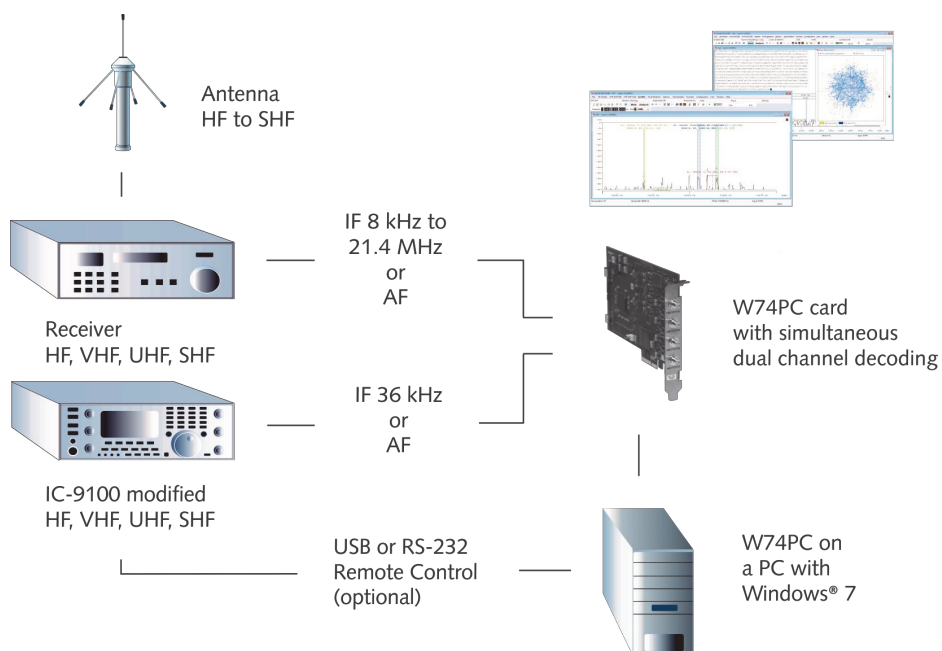 Antenna
HF to SHF
IF 8 kHz to
21.4 MHz
or
AF
Receiver
HF, VHF, UHF, SHF
W74PC card
with simultaneous
dual channel decoding
IF 36 kHz
or
AF
IC-9100 modified
HF, VHF, UHF, SHF
USB or RS-232
Remote Control
(optional)
W74PC on
a PC with
Windows® 7